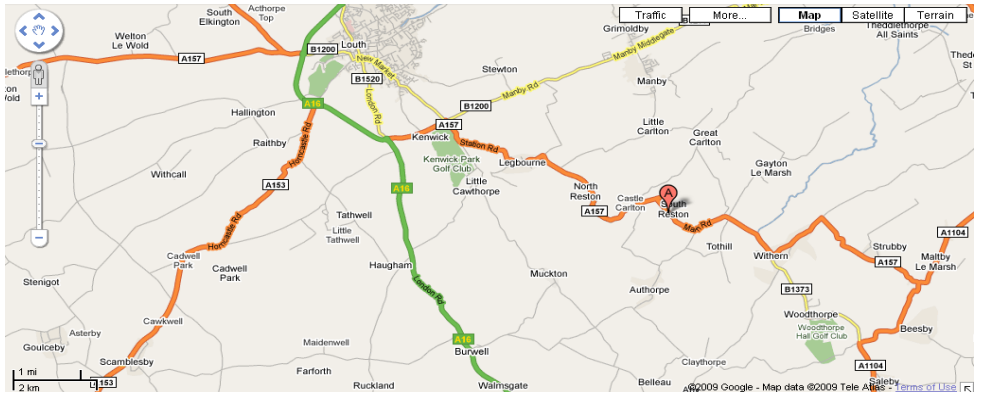 Acthorpe
Top
South
Elkington
Traffic
More...
Map
Satellite
Terrain
Welton
Le Wold
Louth
B1200
Grimoldby
Manby Middlegate
Bridges
Theddlethorpe
All Saints
A157
New Market
B1520
Stewton
Manby
Manby Rd
London Rd
A16
B1200
Hallington
A157
Kenwick
Station Rd
Little
Carlton
Great
Carlton
Raithby
Horncastle Rd
Kenwick Park
Golf Club
Legbourne
Gayton
Le Marsh
Withcall
A153
A16
Little
Cawthorpe
North
Reston
Castle
Carlton
A
South
Reston
A157
Main Rd
Tathwell
Little
Tathwell
Horncastle Rd
Tothill
Withern
Strubby
A1104
A157
Maltby
Le Marsh
Cadwell
Park
Cadwell
Park
Haugham
Muckton
Stenigot
London Rd
Authorpe
B1373
Woodthorpe
Woodthorpe
Hall Golf Club
Beesby
Cawkwell
Asterby
Goulceby
Maidenwell
A16
Burwell
Scamblesby
Farforth
Claythorpe
A1104
1 mi
2 km
A153
Ruckland
Walmsgate
Belleau
Saleby
©2009 Google - Map data ©2009 Tele Atlas - Terms of Use